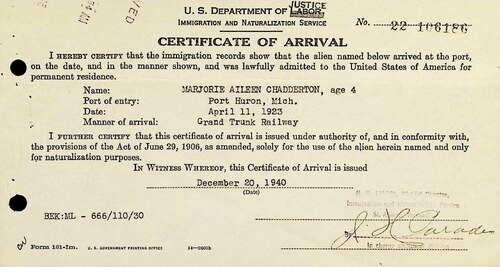 JUSTICE
U. S. DEPARTMENT OF LABOR
IMMIGRATION AND NATURALIZATION SERVICE
No. 22 106186
CERTIFICATE OF ARRIVAL
I HEREBY CERTIFY that the immigration records show that the alien named below arrived at the port,
on the date, and in the manner shown, and was lawfully admitted to the United States of America for
permanent residence.
Name: MARJORIE AILEEN CHADDERTON, age 4
Port of entry: Port Huron, Mich.
Date: April 11, 1923
Manner of arrival: Grand Trunk Railway
I FURTHER CERTIFY that this certificate of arrival is issued under authority of, and in conformity with,
the provisions of the Act of June 29, 1906, as amended, solely for the use of the alien herein named and only
for naturalization purposes.
IN WITNESS WHEREOF, this Certificate of Arrival is issued
December 20, 1940
(Date)
BEK:ML - 666/110/30
By
Form 161-Im. U. S. GOVERNMENT PRINTING OFFICE